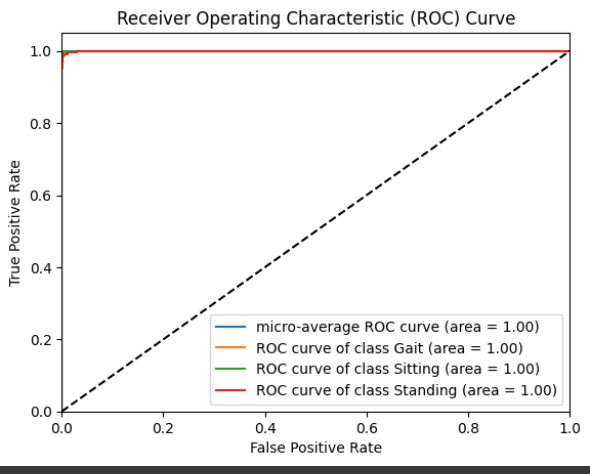 Receiver Operating Characteristic (ROC) Curve
1.0
0.8
0.6
0.4
0.2
0.0
True Positive Rate
micro-average ROC curve (area = 1.00)
ROC curve of class Gait (area = 1.00)
ROC curve of class Sitting (area = 1.00)
ROC curve of class Standing (area = 1.00)
0.0 0.2 0.4 0.6 0.8 1.0
False Positive Rate